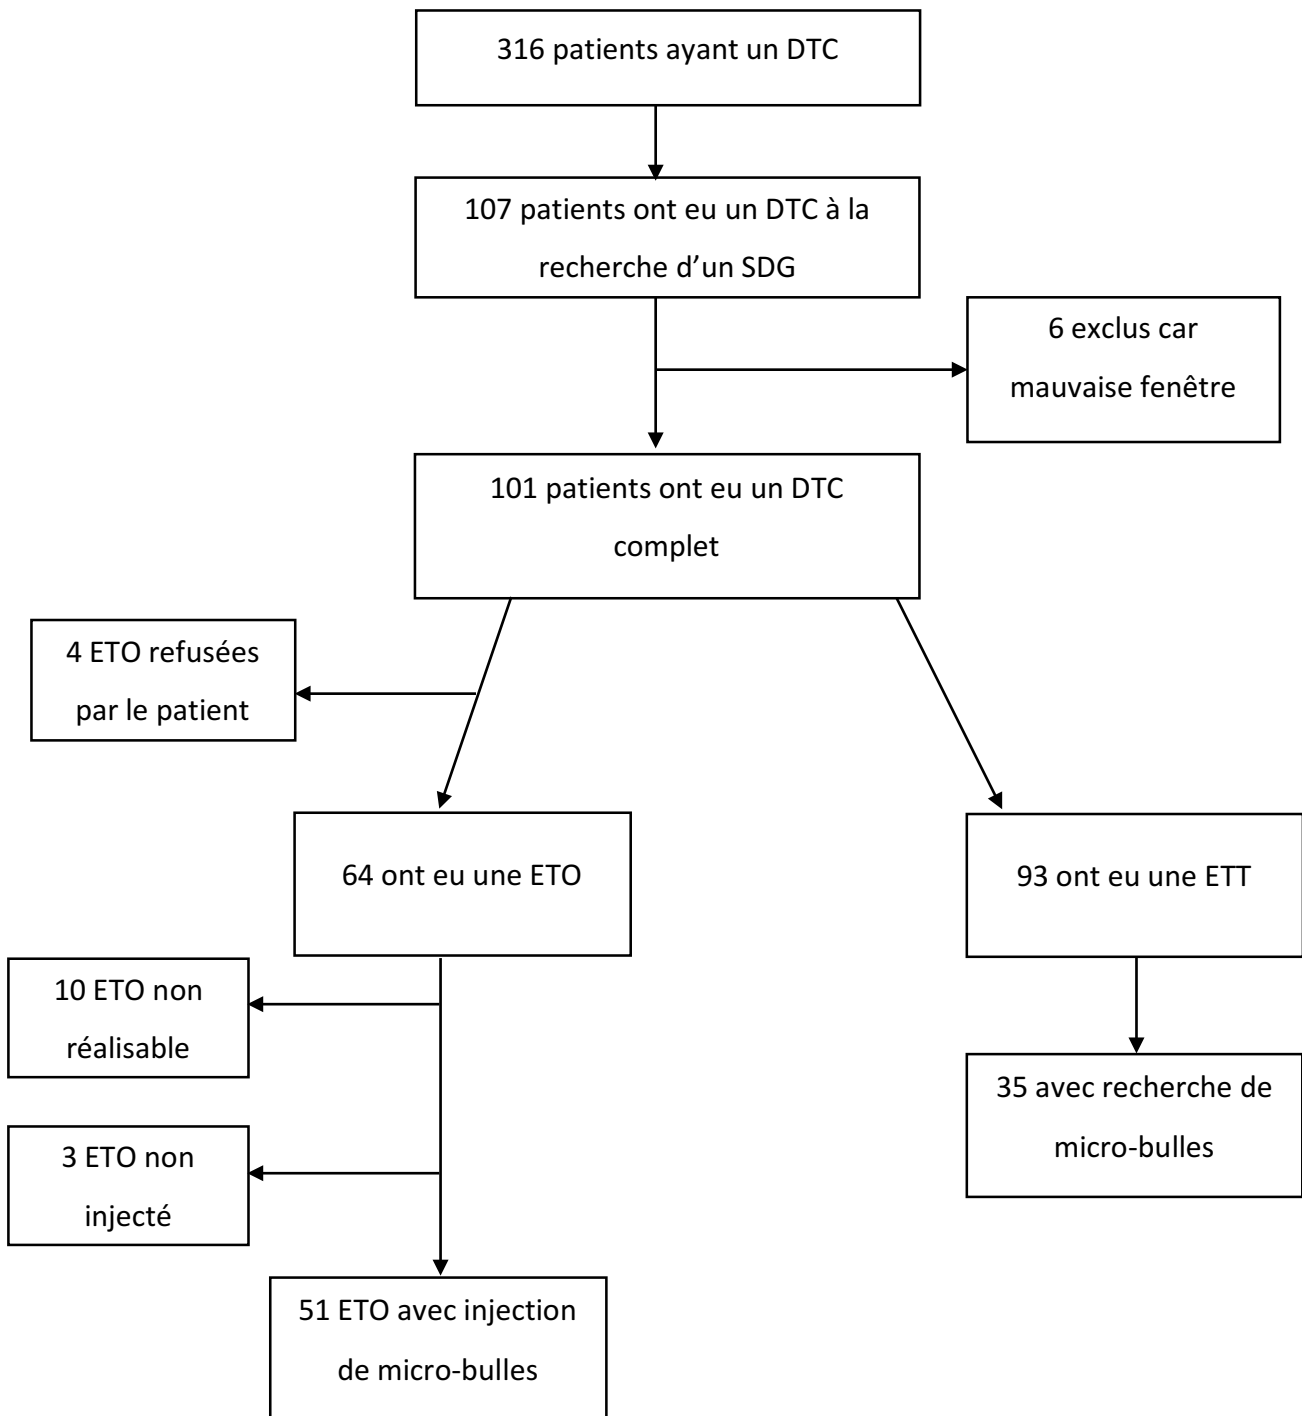 316 patients ayant un DTC
107 patients ont eu un DTC à la
recherche d’un SDG
6 exclus car
mauvaise fenêtre
101 patients ont eu un DTC
complet
4 ETO refusées
par le patient
64 ont eu une ETO
93 ont eu une ETT
10 ETO non
réalisable
35 avec recherche de
micro-bulles
3 ETO non
injecté
51 ETO avec injection
de micro-bulles